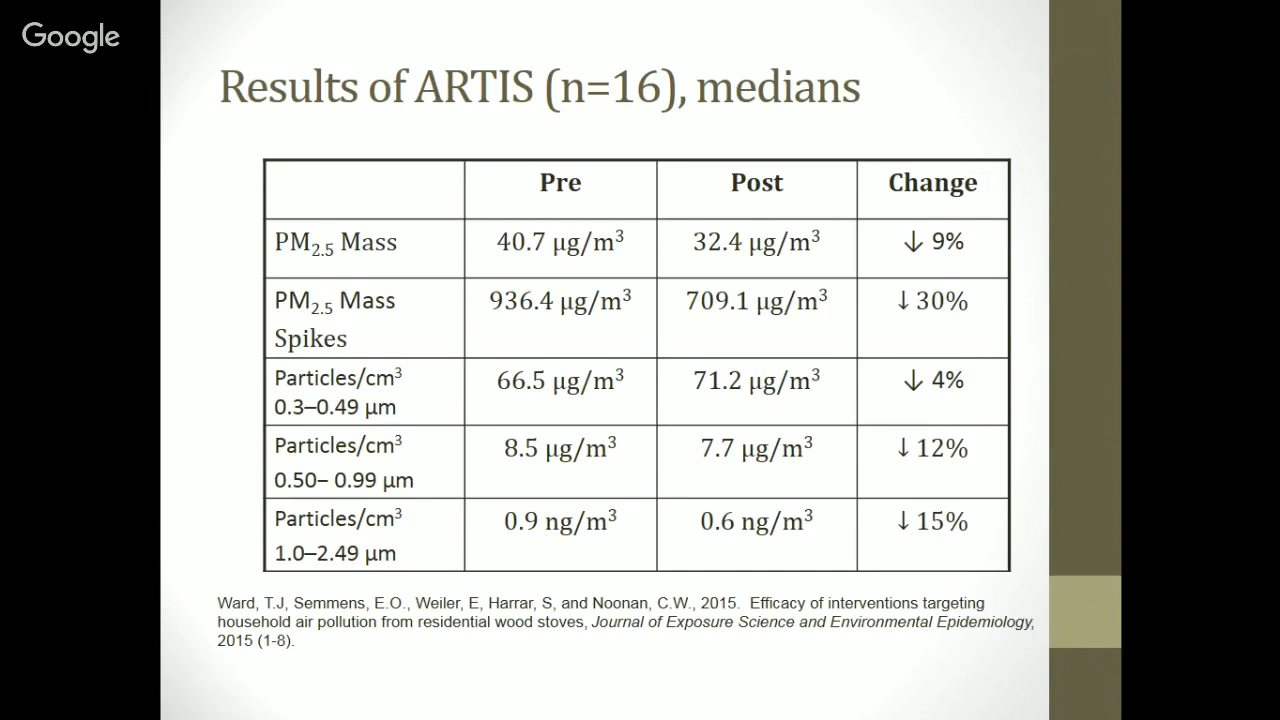 Google
Results of ARTIS (n=16), medians
Pre Post Change
PM₂.₅ Mass 40.7 µg/m³ 32.4 µg/m³ ↓ 9%
PM₂.₅ Mass
Spikes 936.4 µg/m³ 709.1 µg/m³ ↓ 30%
Particles/cm³
0.3–0.49 µm 66.5 µg/m³ 71.2 µg/m³ ↓ 4%
Particles/cm³
0.50– 0.99 µm 8.5 µg/m³ 7.7 µg/m³ ↓ 12%
Particles/cm³
1.0–2.49 µm 0.9 ng/m³ 0.6 ng/m³ ↓ 15%
Ward, T.J, Semmens, E.O., Weiler, E, Harrar, S, and Noonan, C.W., 2015. Efficacy of interventions targeting
household air pollution from residential wood stoves, Journal of Exposure Science and Environmental Epidemiology,
2015 (1-8).